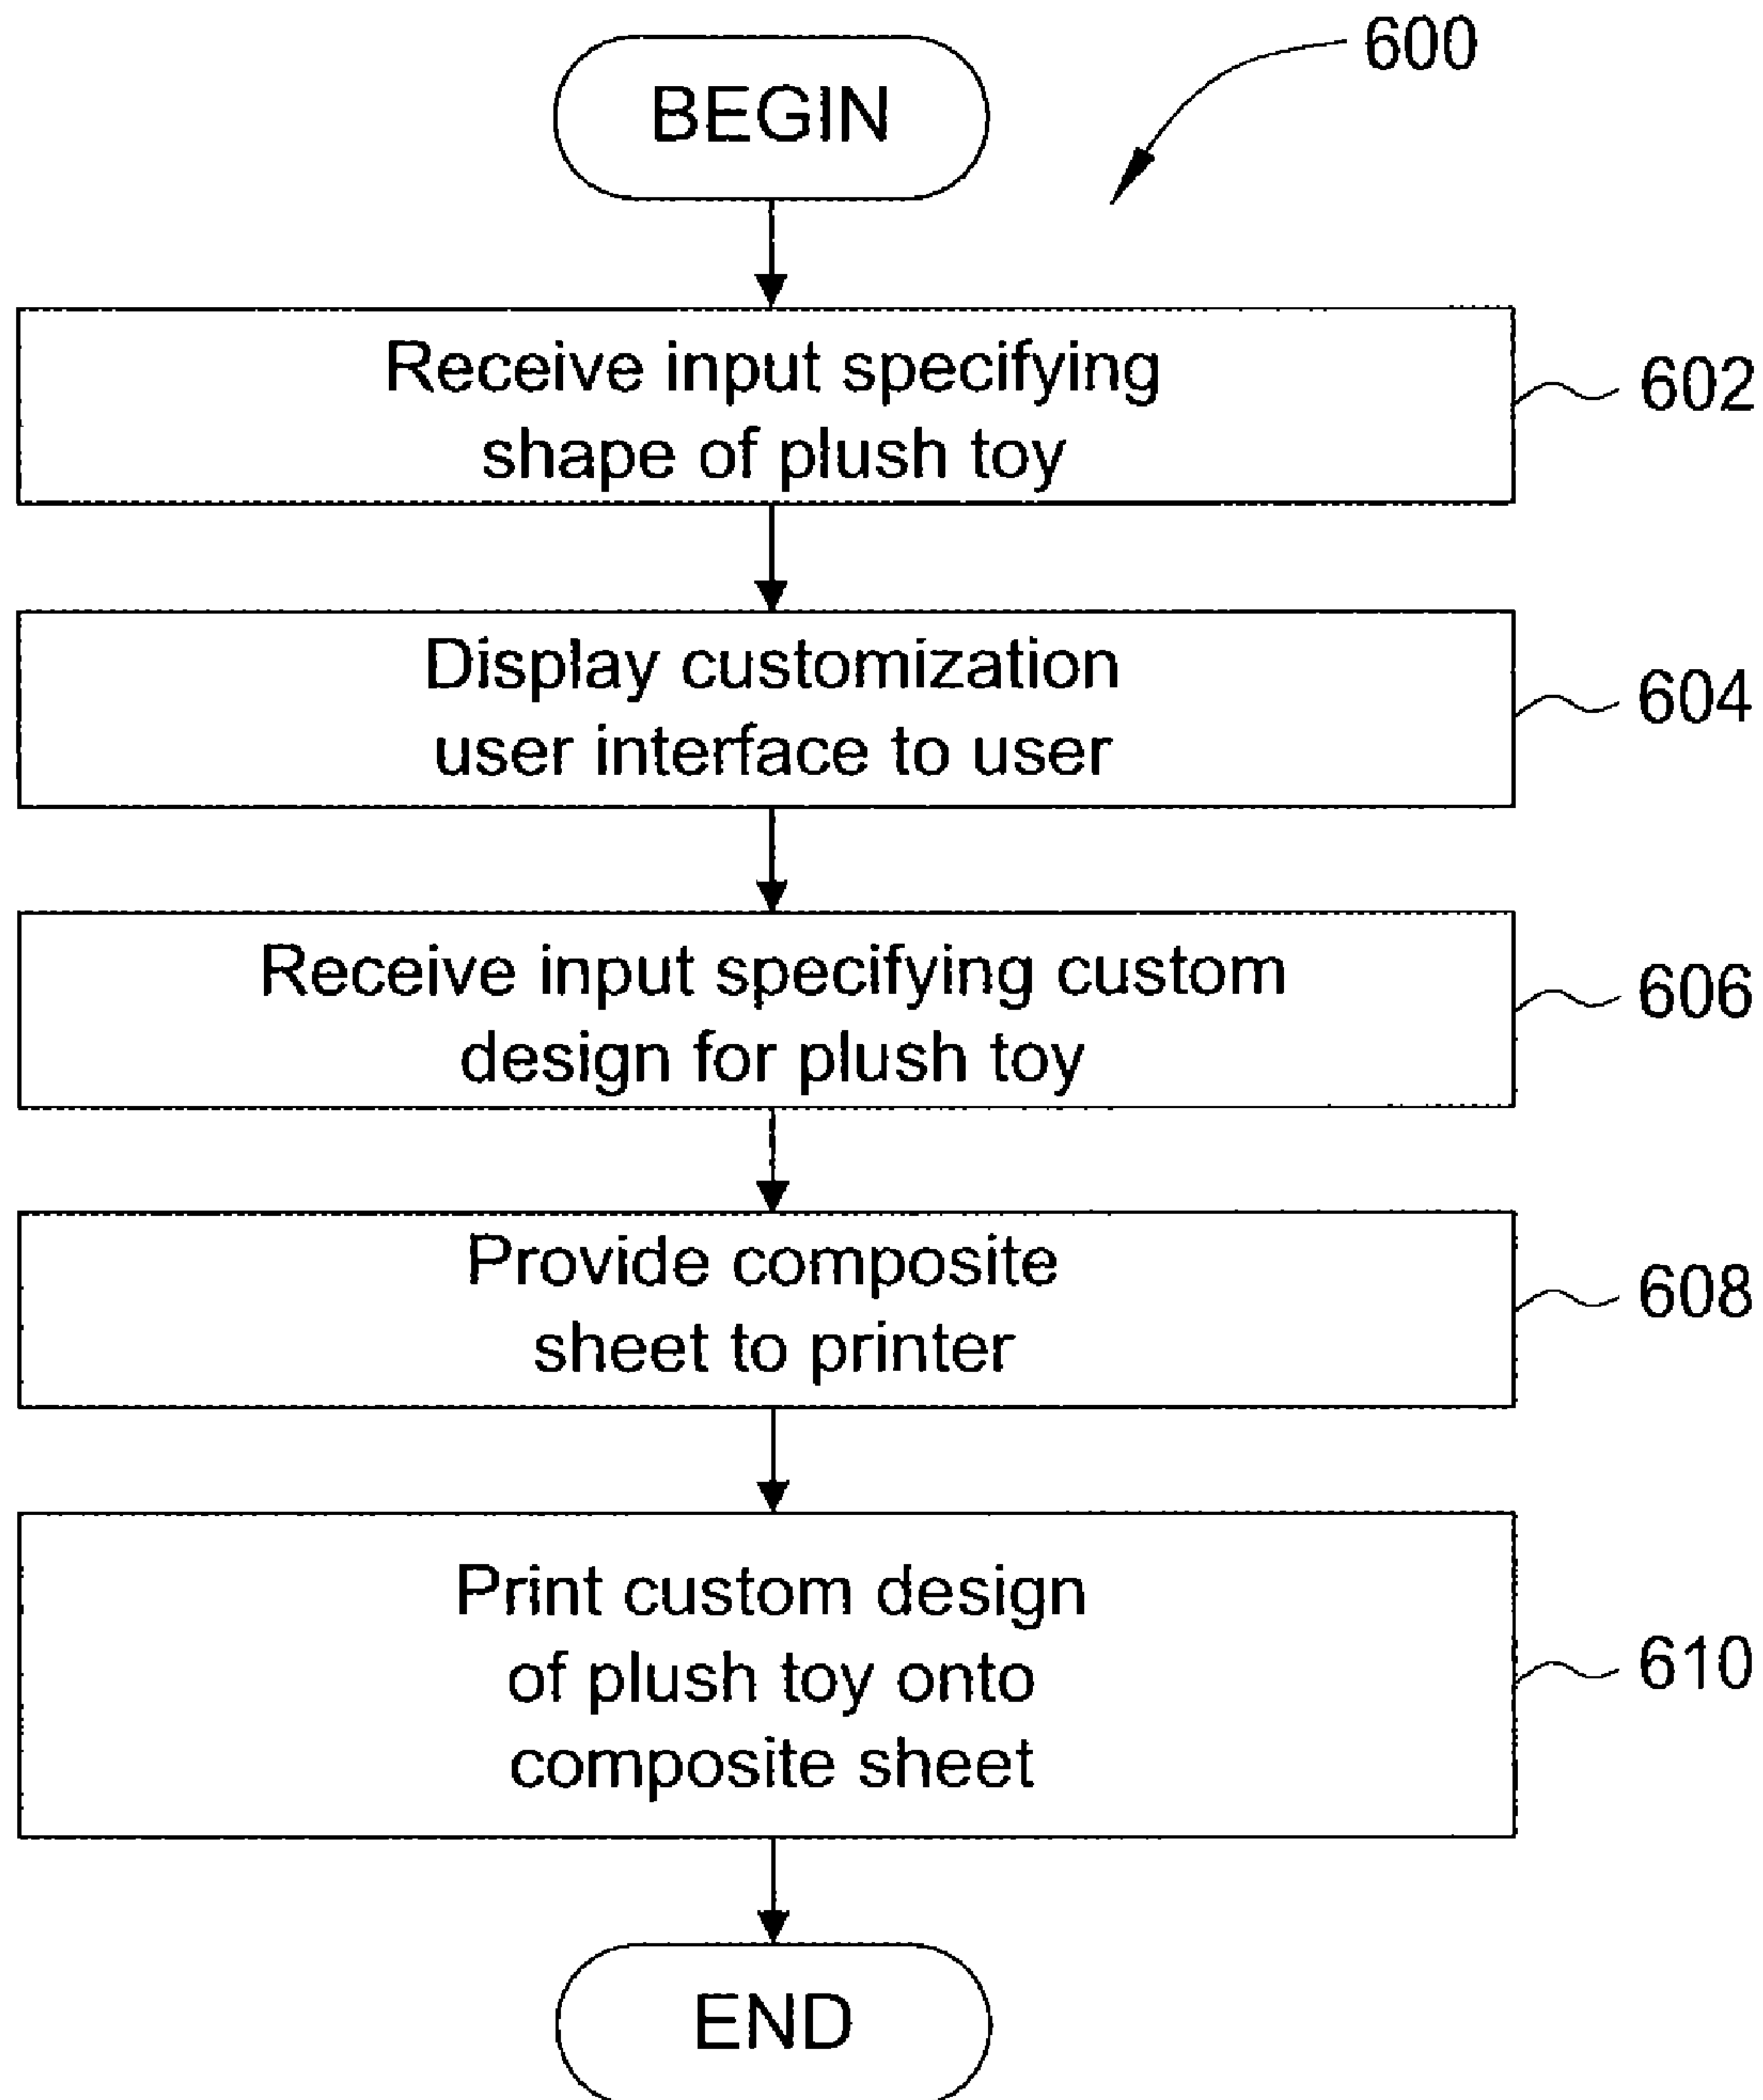 600
BEGIN
Receive input specifying
shape of plush toy
602
Display customization
user interface to user
604
Receive input specifying custom
design for plush toy
606
Provide composite
sheet to printer
608
Print custom design
of plush toy onto
composite sheet
610
END